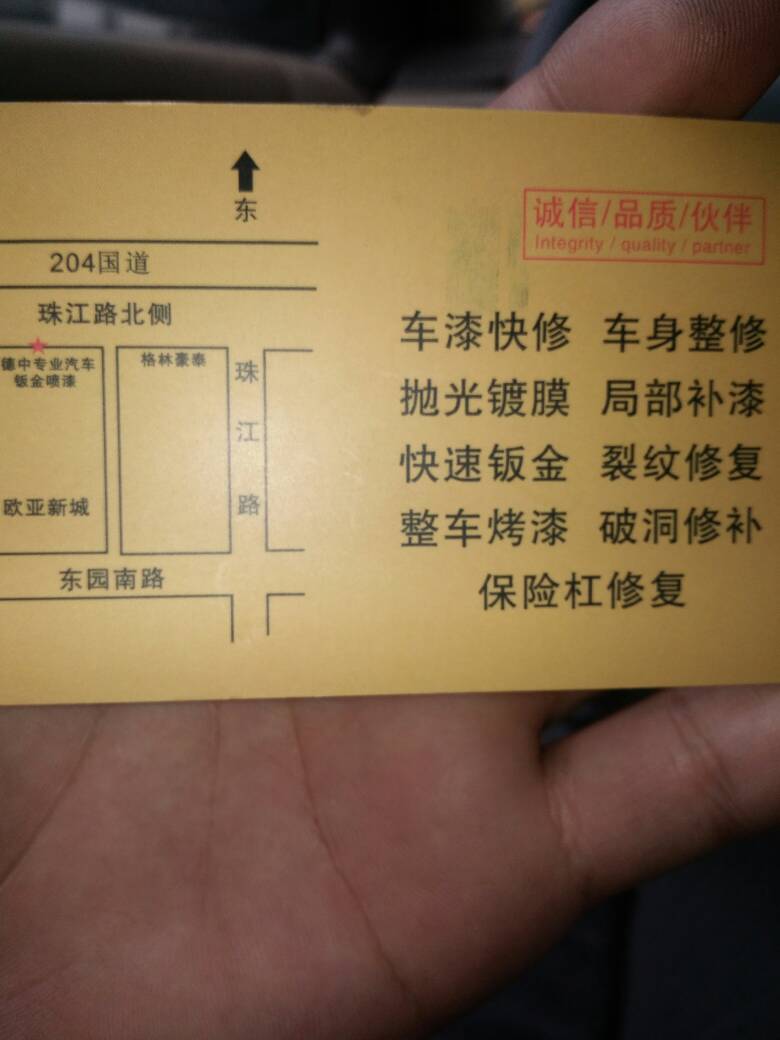 东
204国道
珠江路北侧
德中专业汽车
钣金喷漆
格林豪泰
珠江路
欧亚新城
东园南路
诚信/品质/伙伴
Integrity / quality / partner
车漆快修 车身整修
抛光镀膜 局部补漆
快速钣金 裂纹修复
整车烤漆 破洞修补
保险杠修复